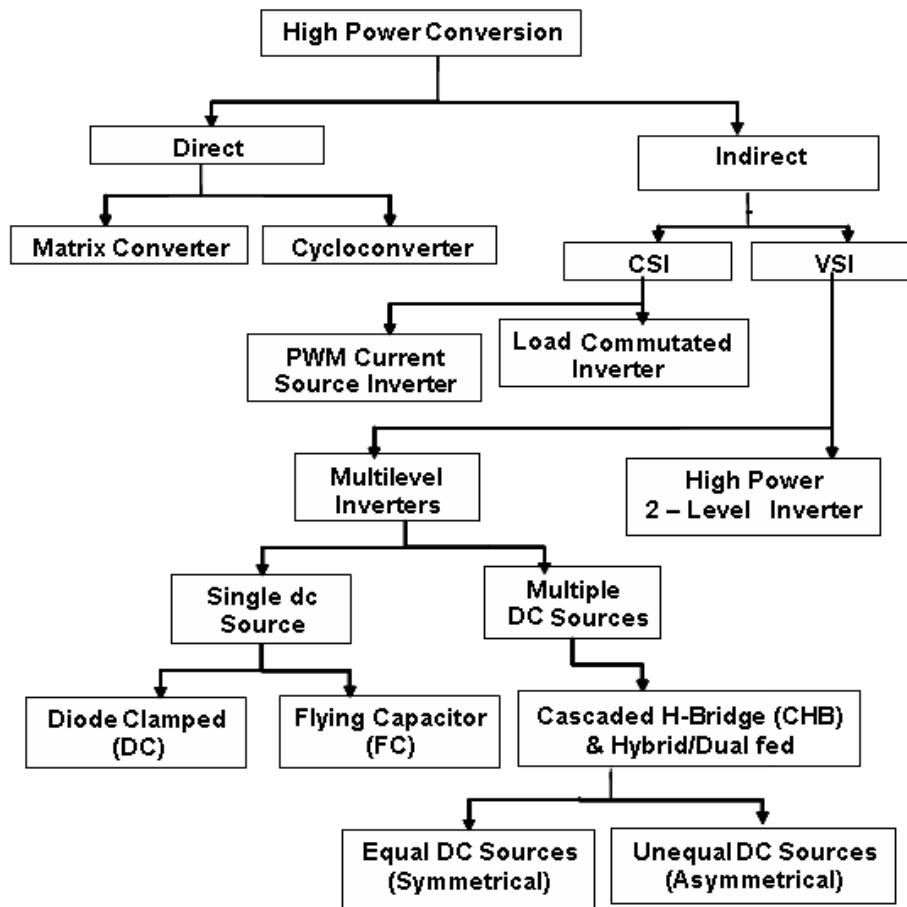 High Power Conversion
Direct
Indirect
Matrix Converter
Cycloconverter
CSI
VSI
PWM Current
Source Inverter
Load Commutated
Inverter
Multilevel
Inverters
High Power
2 – Level Inverter
Single dc
Source
Multiple
DC Sources
Diode Clamped
(DC)
Flying Capacitor
(FC)
Cascaded H-Bridge (CHB)
& Hybrid/Dual fed
Equal DC Sources
(Symmetrical)
Unequal DC Sources
(Asymmetrical)